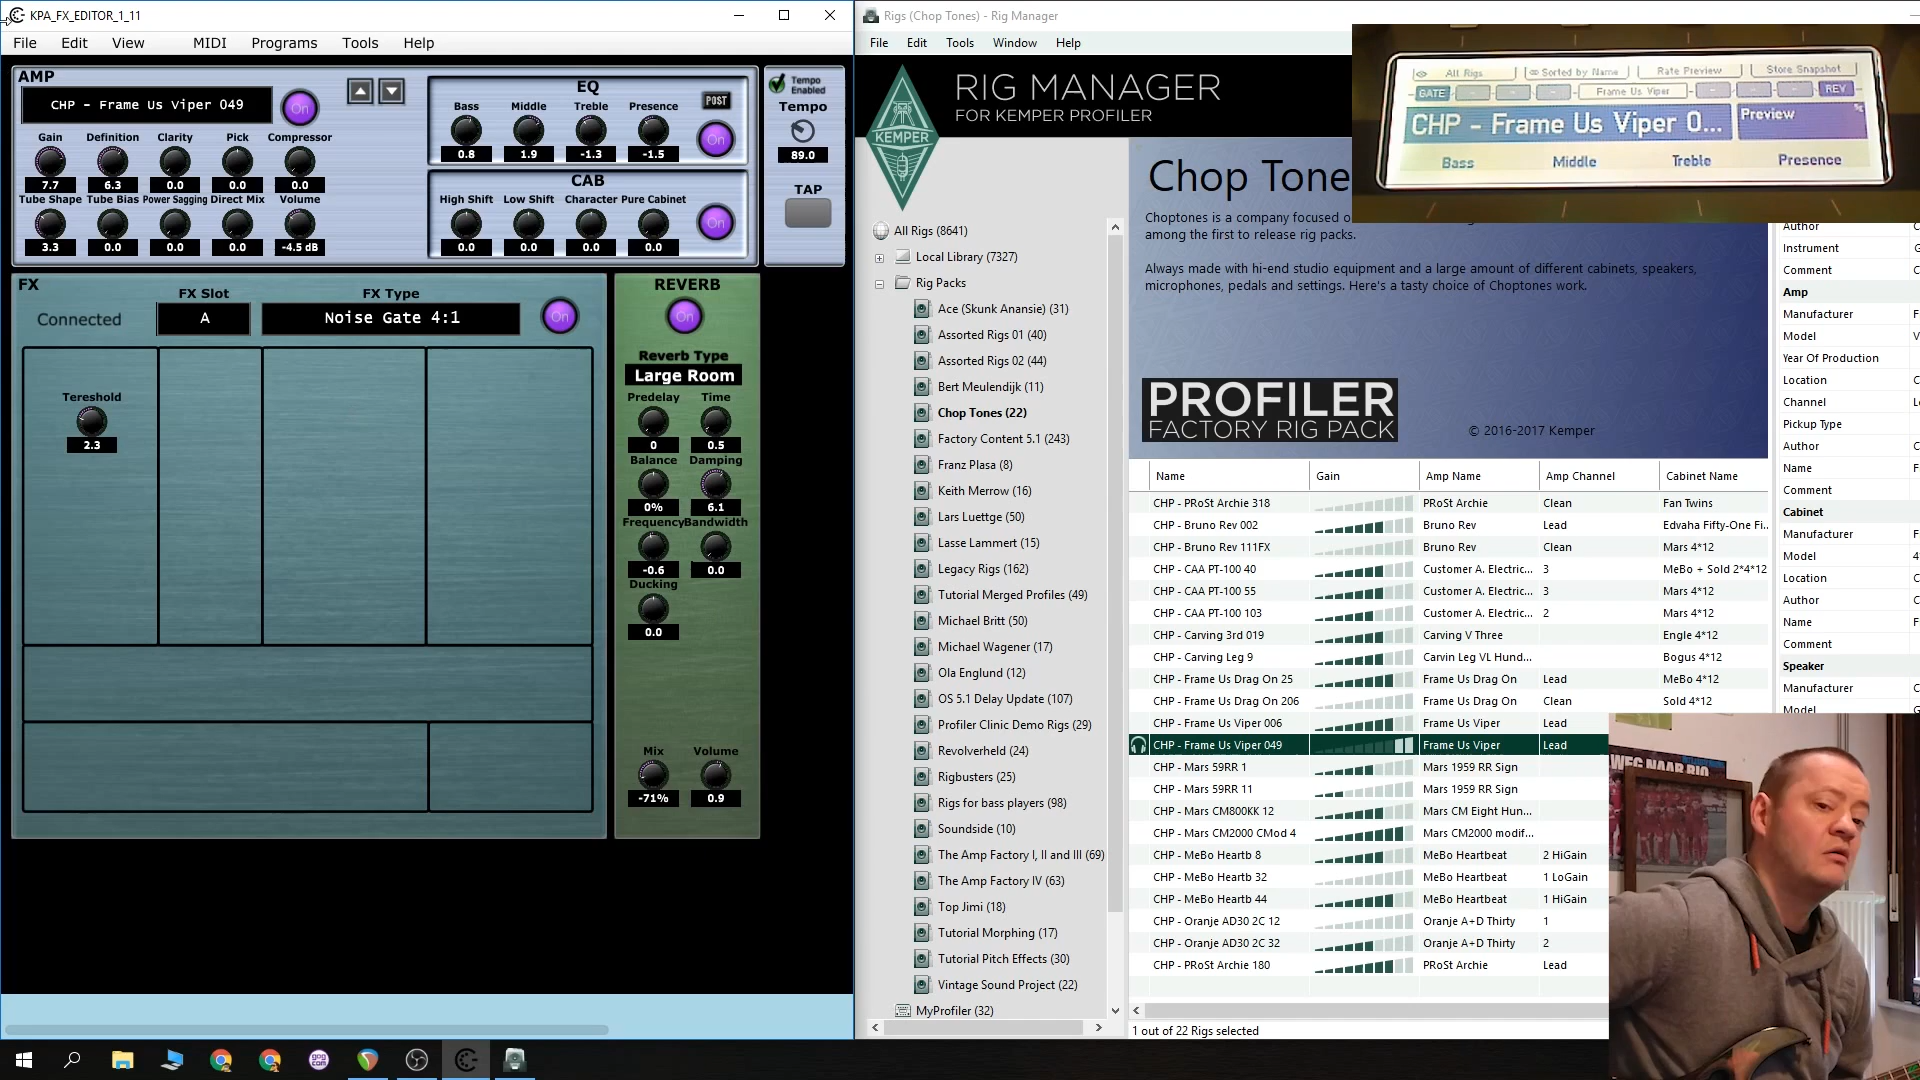 KPA_FX_EDITOR_1_11
File Edit View MIDI Programs Tools Help
AMP
CHP - Frame Us Viper 049
On
Gain Definition Clarity Pick Compressor
7.7 6.3 0.0 0.0 0.0
Tube Shape Tube Bias Power Sagging Direct Mix Volume
3.3 0.0 0.0 0.0 -4.5 dB
EQ
Bass Middle Treble Presence
POST
On
0.8 1.9 -1.3 -1.5
CAB
High Shift Low Shift Character Pure Cabinet
On
0.0 0.0 0.0 0.0
Tempo Enabled
Tempo
89.0
TAP
FX
Connected
FX Slot
A
FX Type
Noise Gate 4:1
On
Tereshold
2.3
REVERB
On
Reverb Type
Large Room
Predelay Time
0 0.5
Balance Damping
0% 6.1
Frequency Bandwidth
-0.6 0.0
Ducking
0.0
Mix Volume
-71% 0.9
Rigs (Chop Tones) - Rig Manager
File Edit Tools Window Help
KEMPER
RIG MANAGER
FOR KEMPER PROFILER
All Rigs (8641)
Local Library (7327)
Rig Packs
Ace (Skunk Anansie) (31)
Assorted Rigs 01 (40)
Assorted Rigs 02 (44)
Bert Meulendijk (11)
Chop Tones (22)
Factory Content 5.1 (243)
Franz Plasa (8)
Keith Merrow (16)
Lars Luettge (50)
Lasse Lammert (15)
Legacy Rigs (162)
Tutorial Merged Profiles (49)
Michael Britt (50)
Michael Wagener (17)
Ola Englund (12)
OS 5.1 Delay Update (107)
Profiler Clinic Demo Rigs (29)
Revolverheld (24)
Rigbusters (25)
Rigs for bass players (98)
Soundside (10)
The Amp Factory I, II and III (69)
The Amp Factory IV (63)
Top Jimi (18)
Tutorial Morphing (17)
Tutorial Pitch Effects (30)
Vintage Sound Project (22)
MyProfiler (32)
Chop Tone
Choptones is a company focused o
among the first to release rig packs.
Always made with hi-end studio equipment and a large amount of different cabinets, speakers,
microphones, pedals and settings. Here's a tasty choice of Choptones work.
PROFILER
FACTORY RIG PACK
© 2016-2017 Kemper
Name Gain Amp Name Amp Channel Cabinet Name
CHP - PRoSt Archie 318 PRoSt Archie Clean Fan Twins
CHP - Bruno Rev 002 Bruno Rev Lead Edvaha Fifty-One Fi..
CHP - Bruno Rev 111FX Bruno Rev Clean Mars 4*12
CHP - CAA PT-100 40 Customer A. Electric... 3 MeBo + Sold 2*4*12
CHP - CAA PT-100 55 Customer A. Electric... 3 Mars 4*12
CHP - CAA PT-100 103 Customer A. Electric... 2 Mars 4*12
CHP - Carving 3rd 019 Carving V Three Engle 4*12
CHP - Carving Leg 9 Carvin Leg VL Hund... Bogus 4*12
CHP - Frame Us Drag On 25 Frame Us Drag On Lead MeBo 4*12
CHP - Frame Us Drag On 206 Frame Us Drag On Clean Sold 4*12
CHP - Frame Us Viper 006 Frame Us Viper Lead
CHP - Frame Us Viper 049 Frame Us Viper Lead
CHP - Mars 59RR 1 Mars 1959 RR Sign
CHP - Mars 59RR 11 Mars 1959 RR Sign
CHP - Mars CM800KK 12 Mars CM Eight Hun...
CHP - Mars CM2000 CMod 4 Mars CM2000 modif...
CHP - MeBo Heartb 8 MeBo Heartbeat 2 HiGain
CHP - MeBo Heartb 32 MeBo Heartbeat 1 LoGain
CHP - MeBo Heartb 44 MeBo Heartbeat 1 HiGain
CHP - Oranje AD30 2C 12 Oranje A+D Thirty 1
CHP - Oranje AD30 2C 32 Oranje A+D Thirty 2
CHP - PRoSt Archie 180 PRoSt Archie Lead
1 out of 22 Rigs selected
All Rigs Sorted by Name Rate Preview Store Snapshot
GATE Frame Us Viper REV
CHP - Frame Us Viper 0... Preview
Bass Middle Treble Presence
Author
Instrument
Comment
Amp
Manufacturer F
Model V
Year Of Production
Location
Channel
Pickup Type
Author
Name F
Comment
Cabinet
Manufacturer F
Model 4
Location
Author
Name F
Comment
Speaker
Manufacturer
Model
WEG NAAR RIO
gog.com